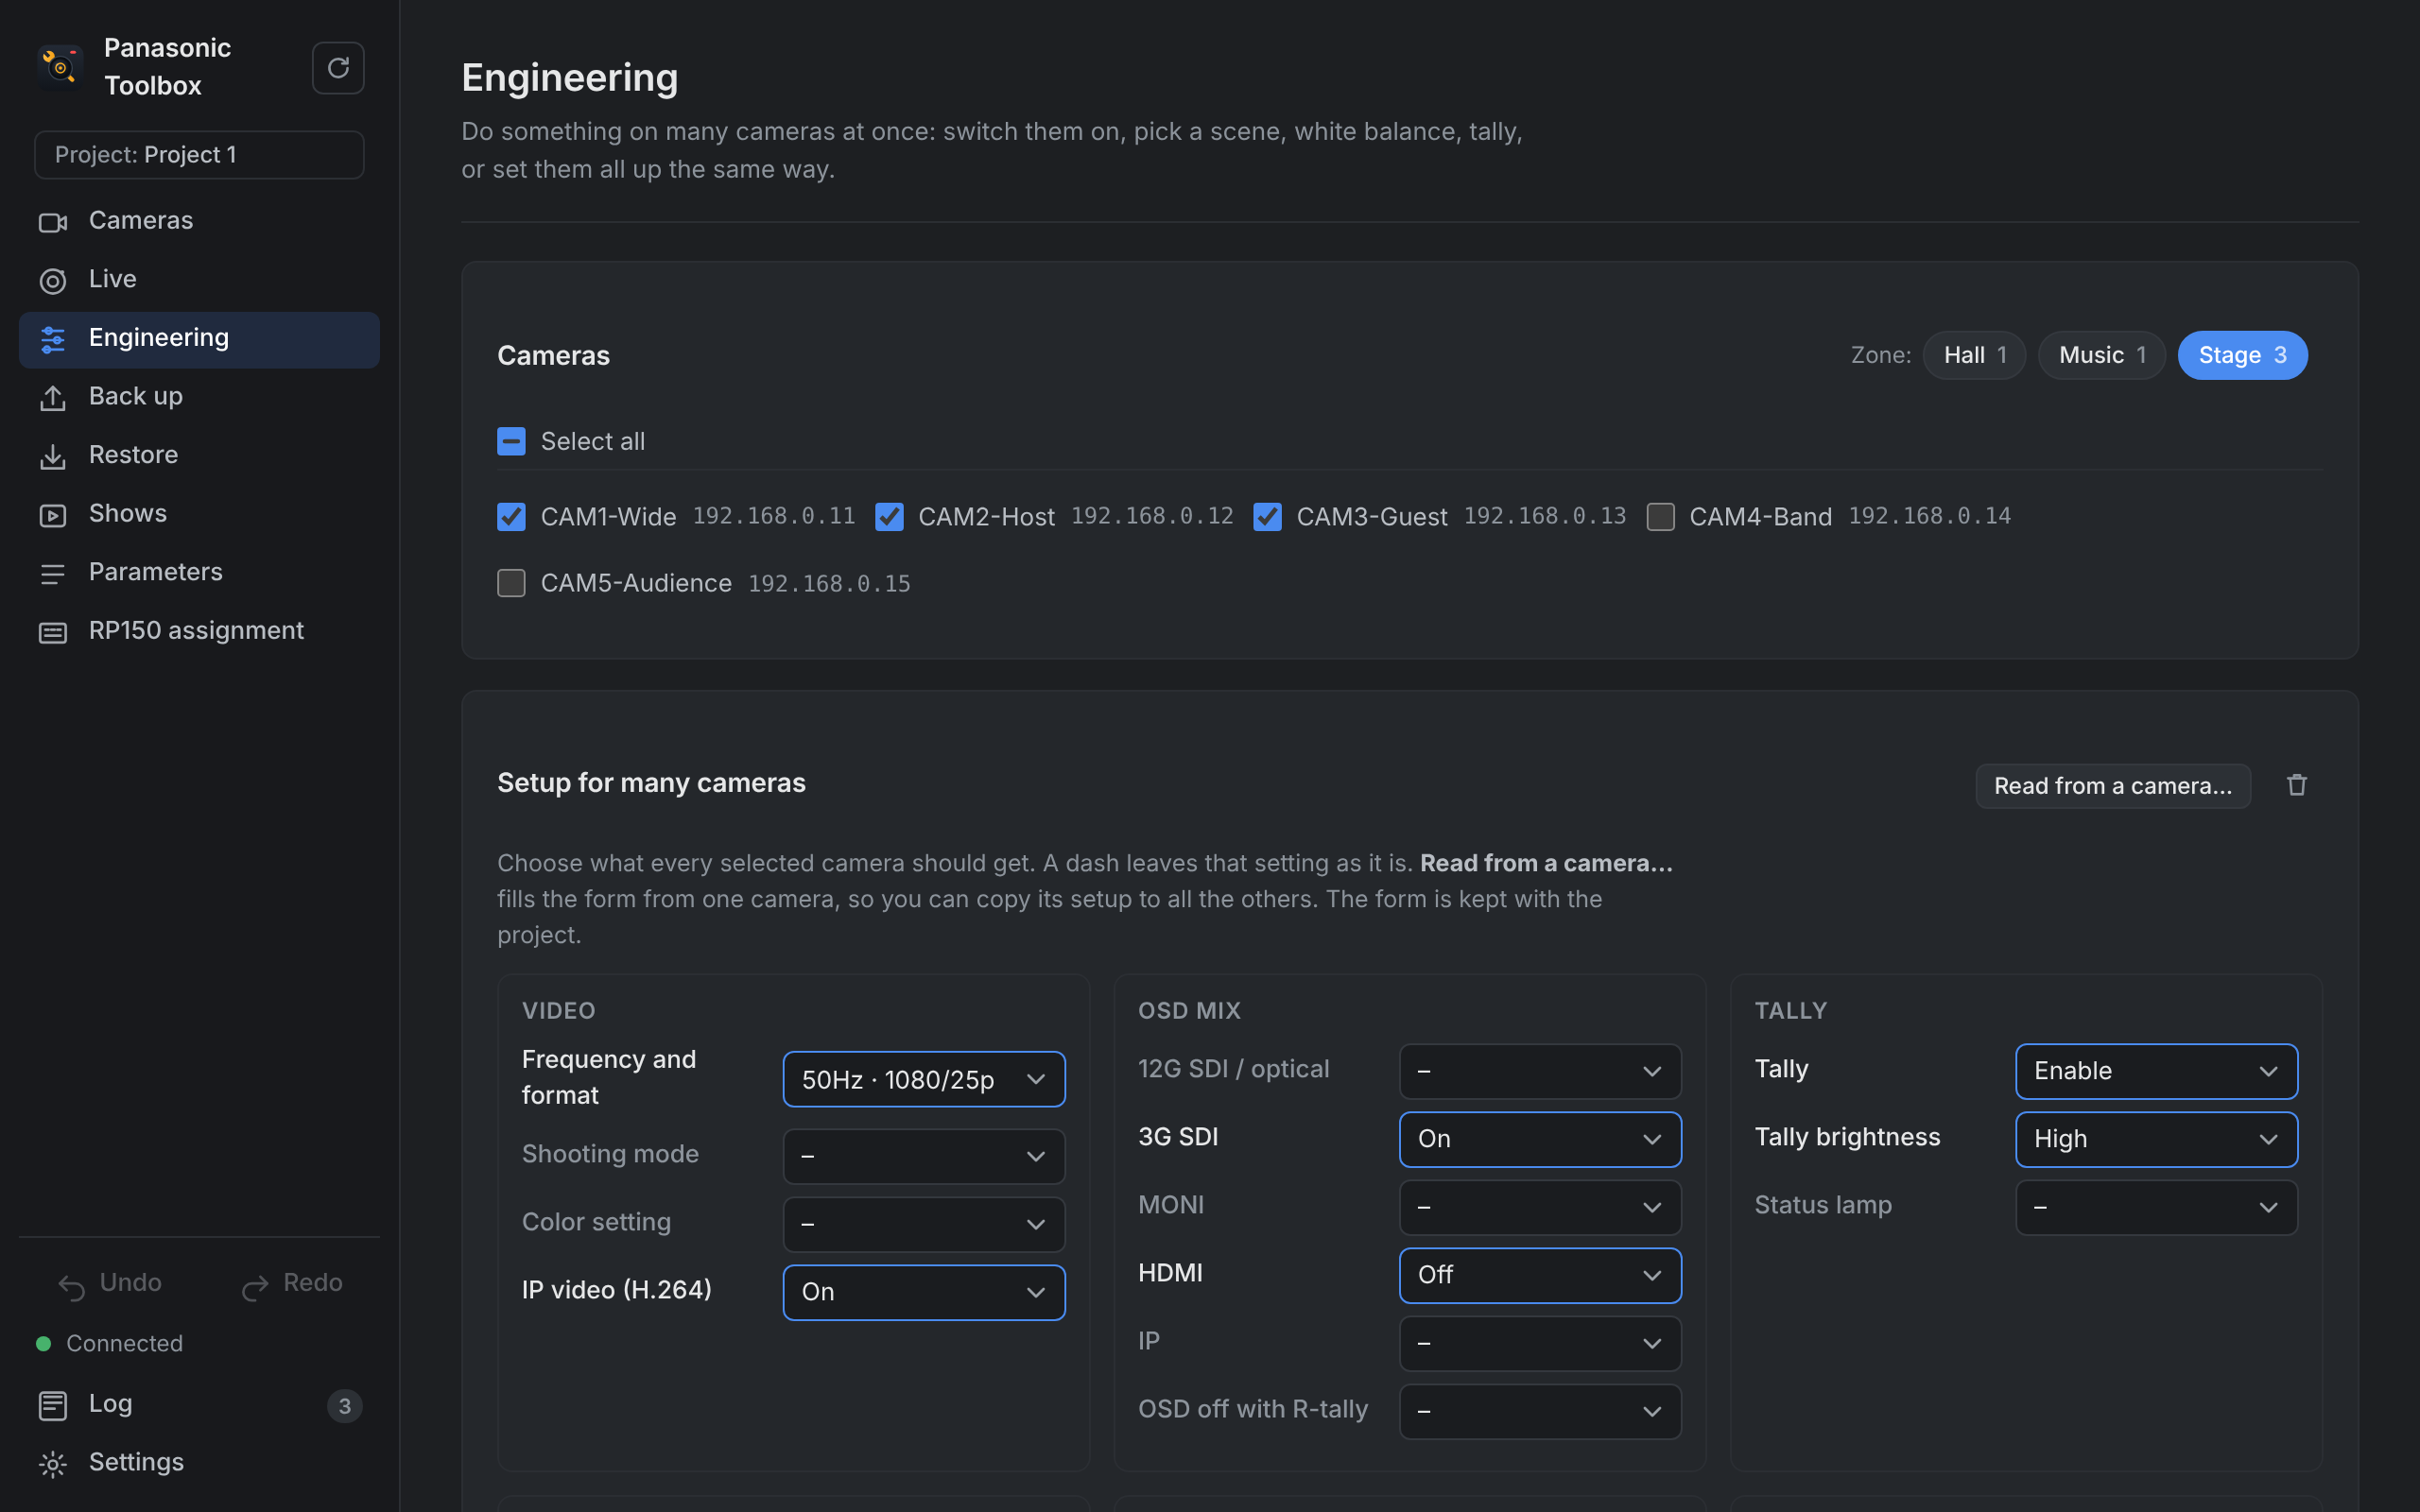 Panasonic
Toolbox
Project: Project 1
Cameras
Live
Engineering
Back up
Restore
Shows
Parameters
RP150 assignment
Undo Redo
Connected
Log 3
Settings
Engineering
Do something on many cameras at once: switch them on, pick a scene, white balance, tally,
or set them all up the same way.
Cameras
Zone: Hall 1 Music 1 Stage 3
Select all
CAM1-Wide 192.168.0.11 CAM2-Host 192.168.0.12 CAM3-Guest 192.168.0.13 CAM4-Band 192.168.0.14
CAM5-Audience 192.168.0.15
Setup for many cameras
Read from a camera...
Choose what every selected camera should get. A dash leaves that setting as it is. Read from a camera...
fills the form from one camera, so you can copy its setup to all the others. The form is kept with the
project.
VIDEO
Frequency and
format
50Hz · 1080/25p
Shooting mode –
Color setting –
IP video (H.264) On
OSD MIX
12G SDI / optical –
3G SDI On
MONI –
HDMI Off
IP –
OSD off with R-tally –
TALLY
Tally Enable
Tally brightness High
Status lamp –